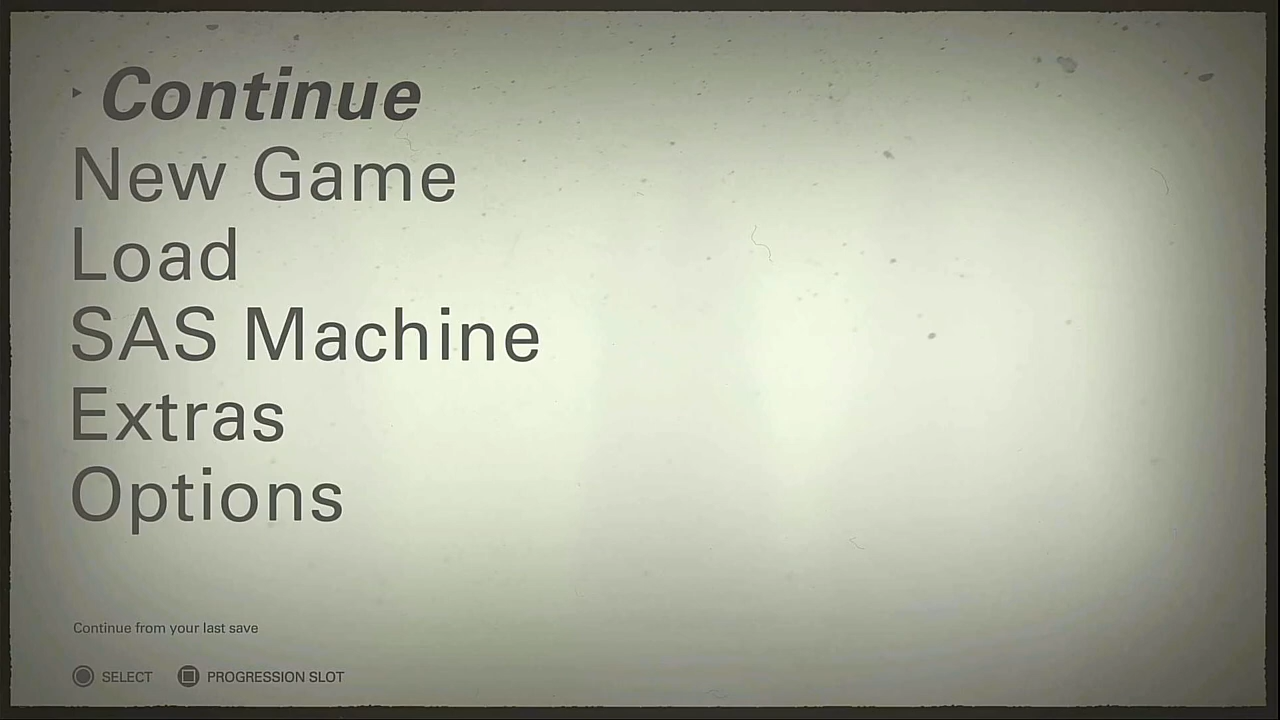 Continue
New Game
Load
SAS Machine
Extras
Options
Continue from your last save
SELECT PROGRESSION SLOT